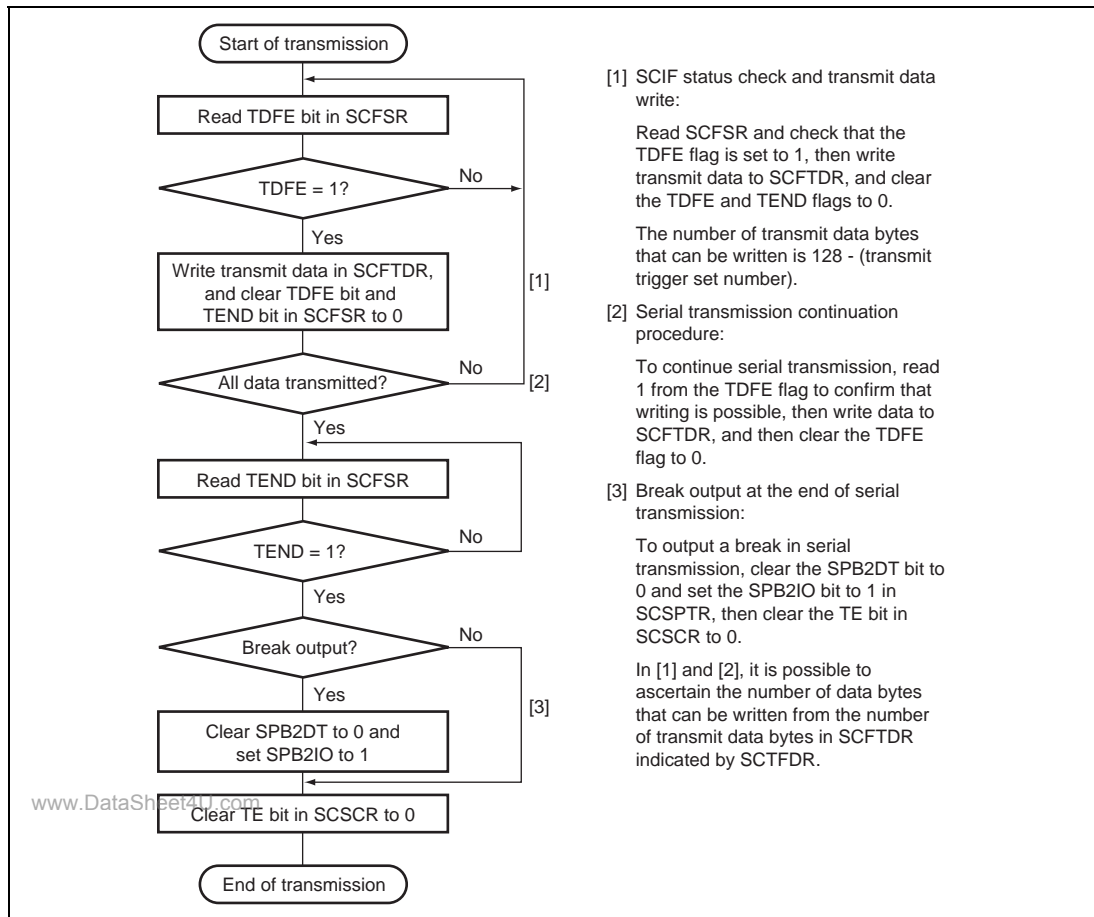 Start of transmission
Read TDFE bit in SCFSR
TDFE = 1?
No
Yes
Write transmit data in SCFTDR,
and clear TDFE bit and
TEND bit in SCFSR to 0
[1]
All data transmitted?
No
[2]
Yes
Read TEND bit in SCFSR
TEND = 1?
No
Yes
Break output?
No
Yes
[3]
Clear SPB2DT to 0 and
set SPB2IO to 1
Clear TE bit in SCSCR to 0
End of transmission
www.DataSheet4U.com
[1] SCIF status check and transmit data
write:
Read SCFSR and check that the
TDFE flag is set to 1, then write
transmit data to SCFTDR, and clear
the TDFE and TEND flags to 0.
The number of transmit data bytes
that can be written is 128 - (transmit
trigger set number).
[2] Serial transmission continuation
procedure:
To continue serial transmission, read
1 from the TDFE flag to confirm that
writing is possible, then write data to
SCFTDR, and then clear the TDFE
flag to 0.
[3] Break output at the end of serial
transmission:
To output a break in serial
transmission, clear the SPB2DT bit to
0 and set the SPB2IO bit to 1 in
SCSPTR, then clear the TE bit in
SCSCR to 0.
In [1] and [2], it is possible to
ascertain the number of data bytes
that can be written from the number
of transmit data bytes in SCFTDR
indicated by SCTFDR.